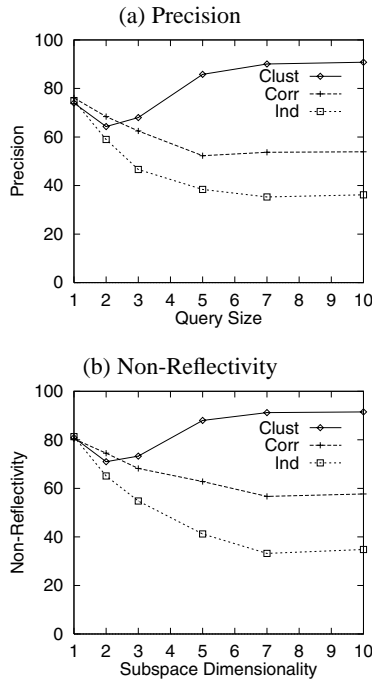 (a) Precision
100
80
60
40
20
0
Precision
Clust
Corr
Ind
1 2 3 4 5 6 7 8 9 10
Query Size
(b) Non-Reflectivity
100
80
60
40
20
0
Non-Reflectivity
Clust
Corr
Ind
1 2 3 4 5 6 7 8 9 10
Subspace Dimensionality